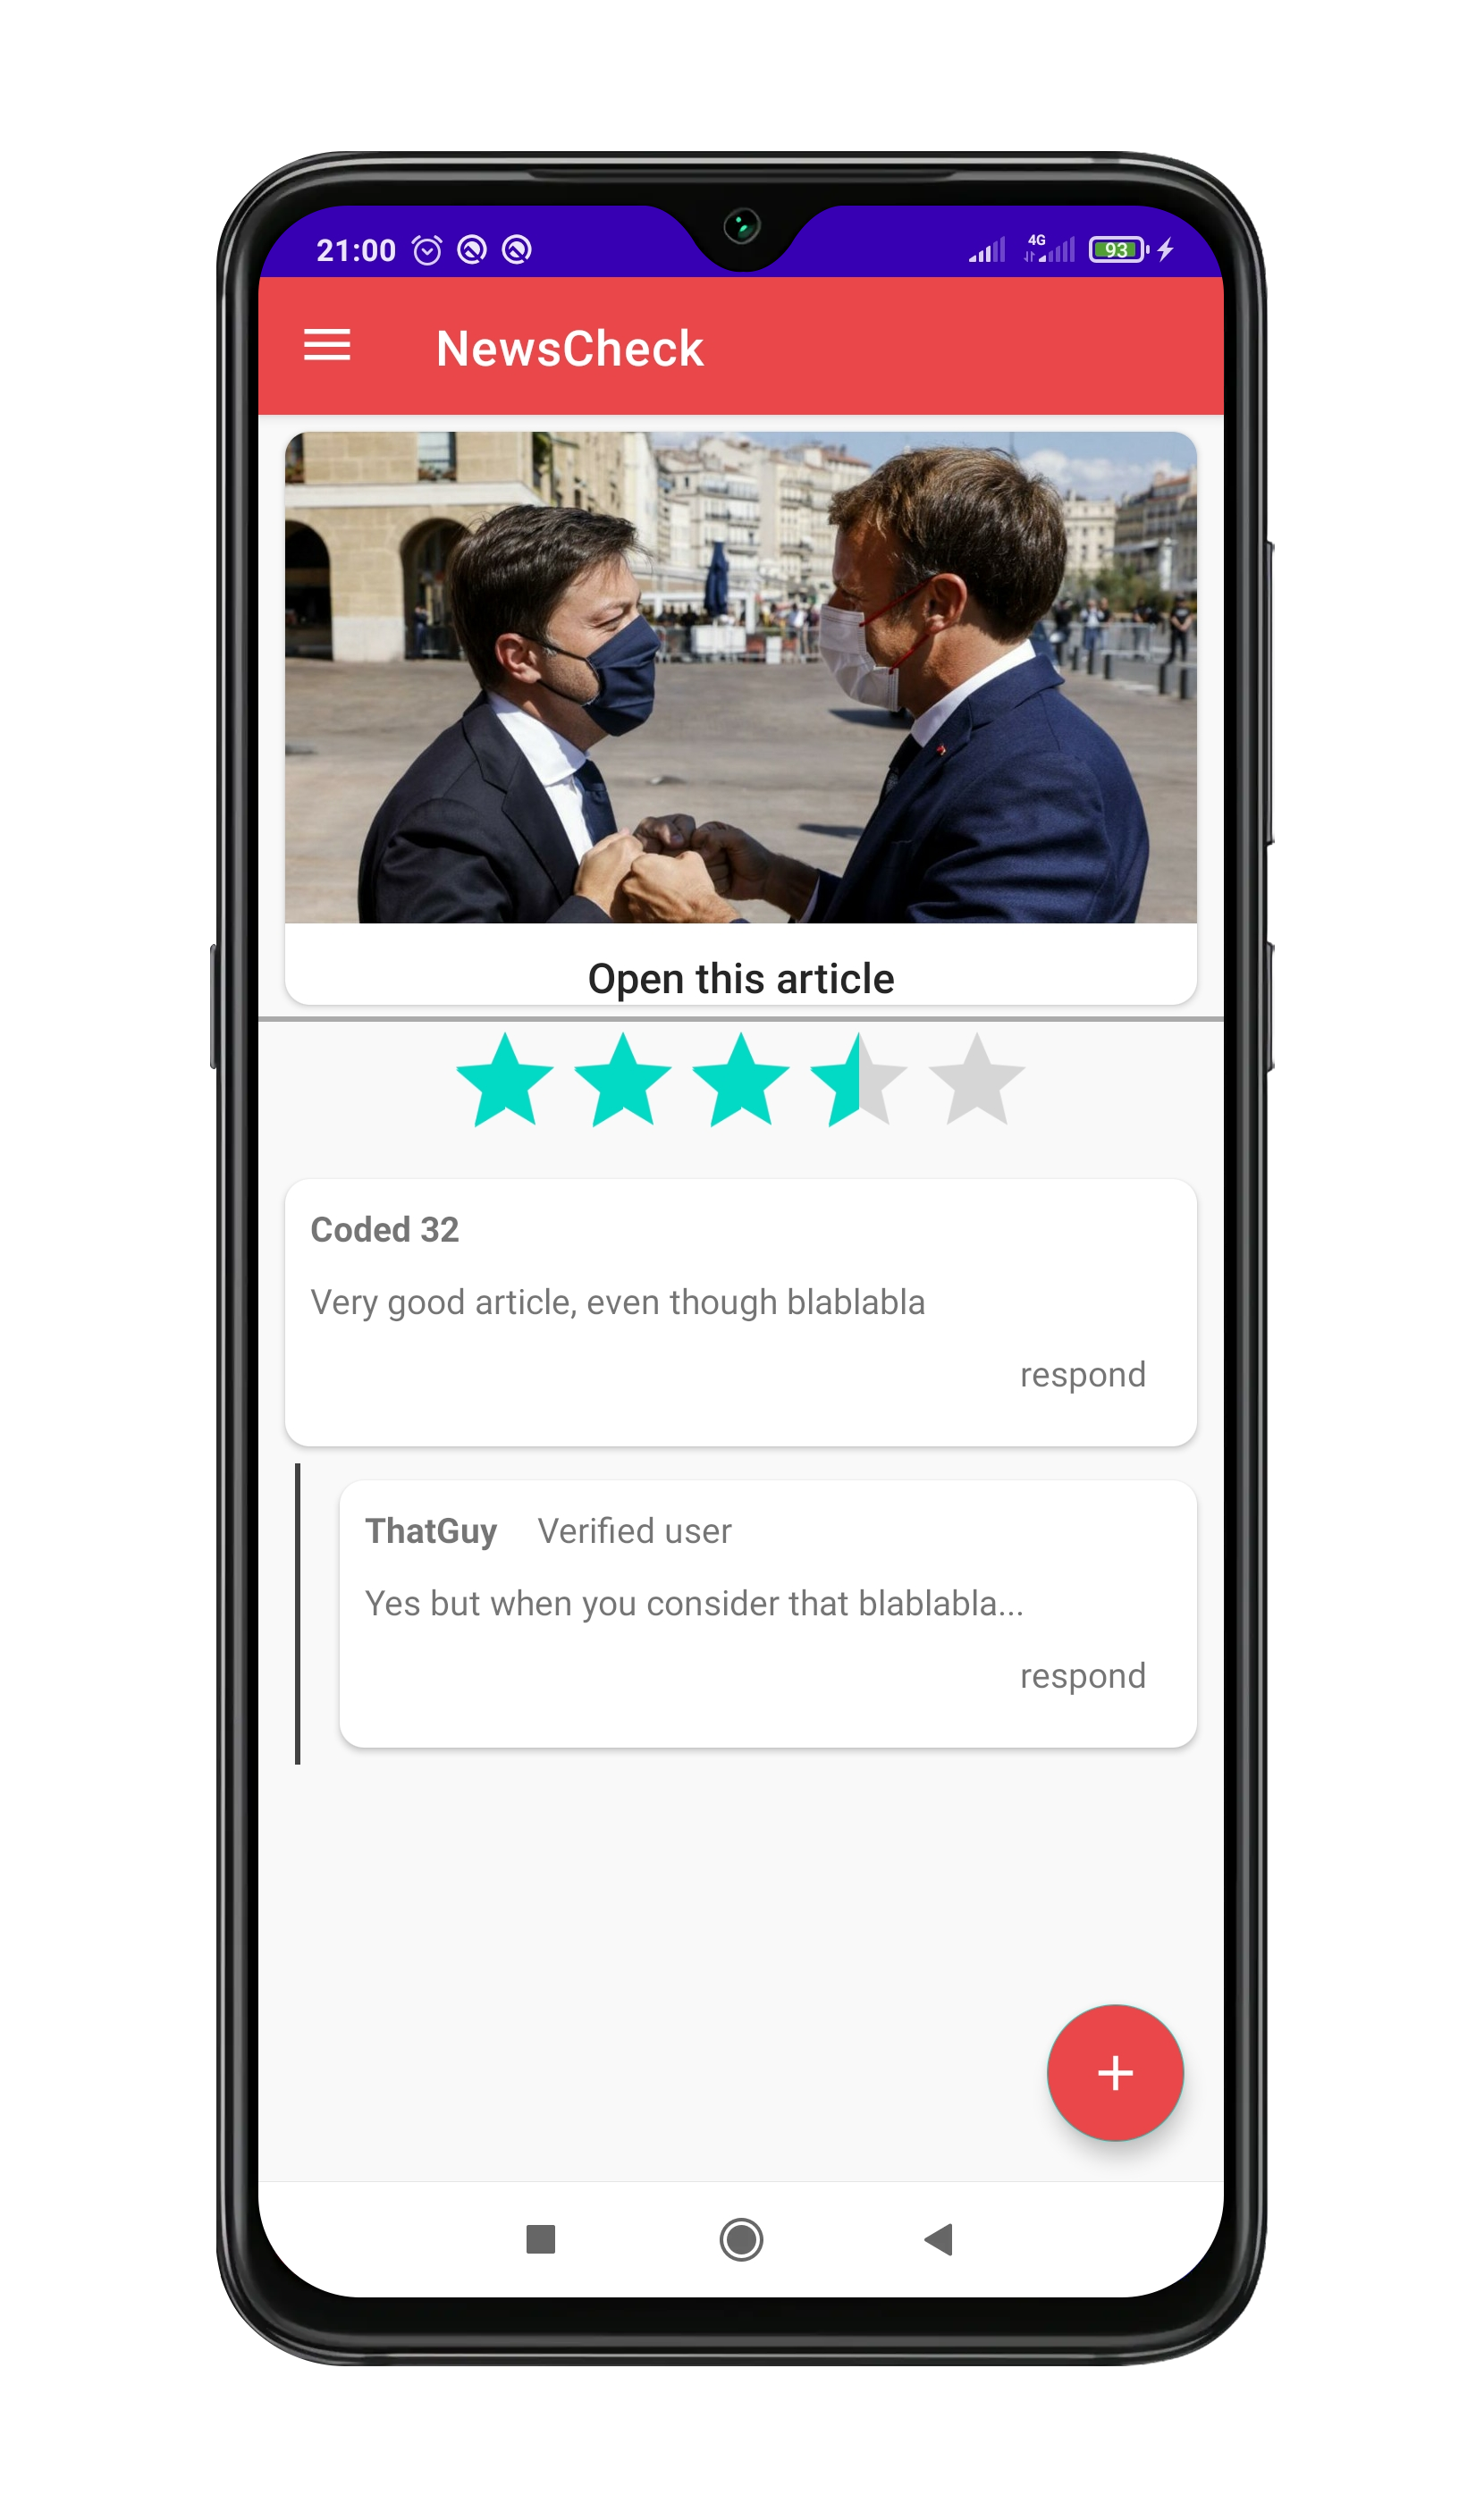 21:00 4G 93
NewsCheck
Open this article
Coded 32
Very good article, even though blablabla
respond
ThatGuy Verified user
Yes but when you consider that blablabla...
respond